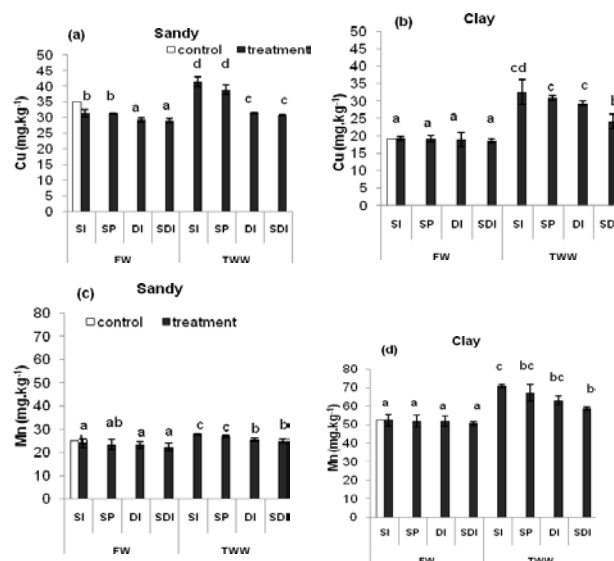 (a) Sandy
control treatment
Cu (mg.kg-1)
50
45
40
35
30
25
20
15
10
5
0
b b a a d d c c
SI SP DI SDI SI SP DI SDI
FW TWW
(b) Clay
Cu (mg.kg-1)
50
45
40
35
30
25
20
15
10
5
0
a a a a cd c c b
SI SP DI SDI SI SP DI SD
FW TWW
(c) Sandy
control treatment
Mn (mg.kg-1)
80
70
60
50
40
30
20
10
0
a ab a a c c b b
SI SP DI SDI SI SP DI SDI
FW TWW
(d) Clay
Mn (mg.kg-1)
80
70
60
50
40
30
20
10
0
a a a a c bc bc b
SI SP DI SDI SI SP DI SDI
FW TWW